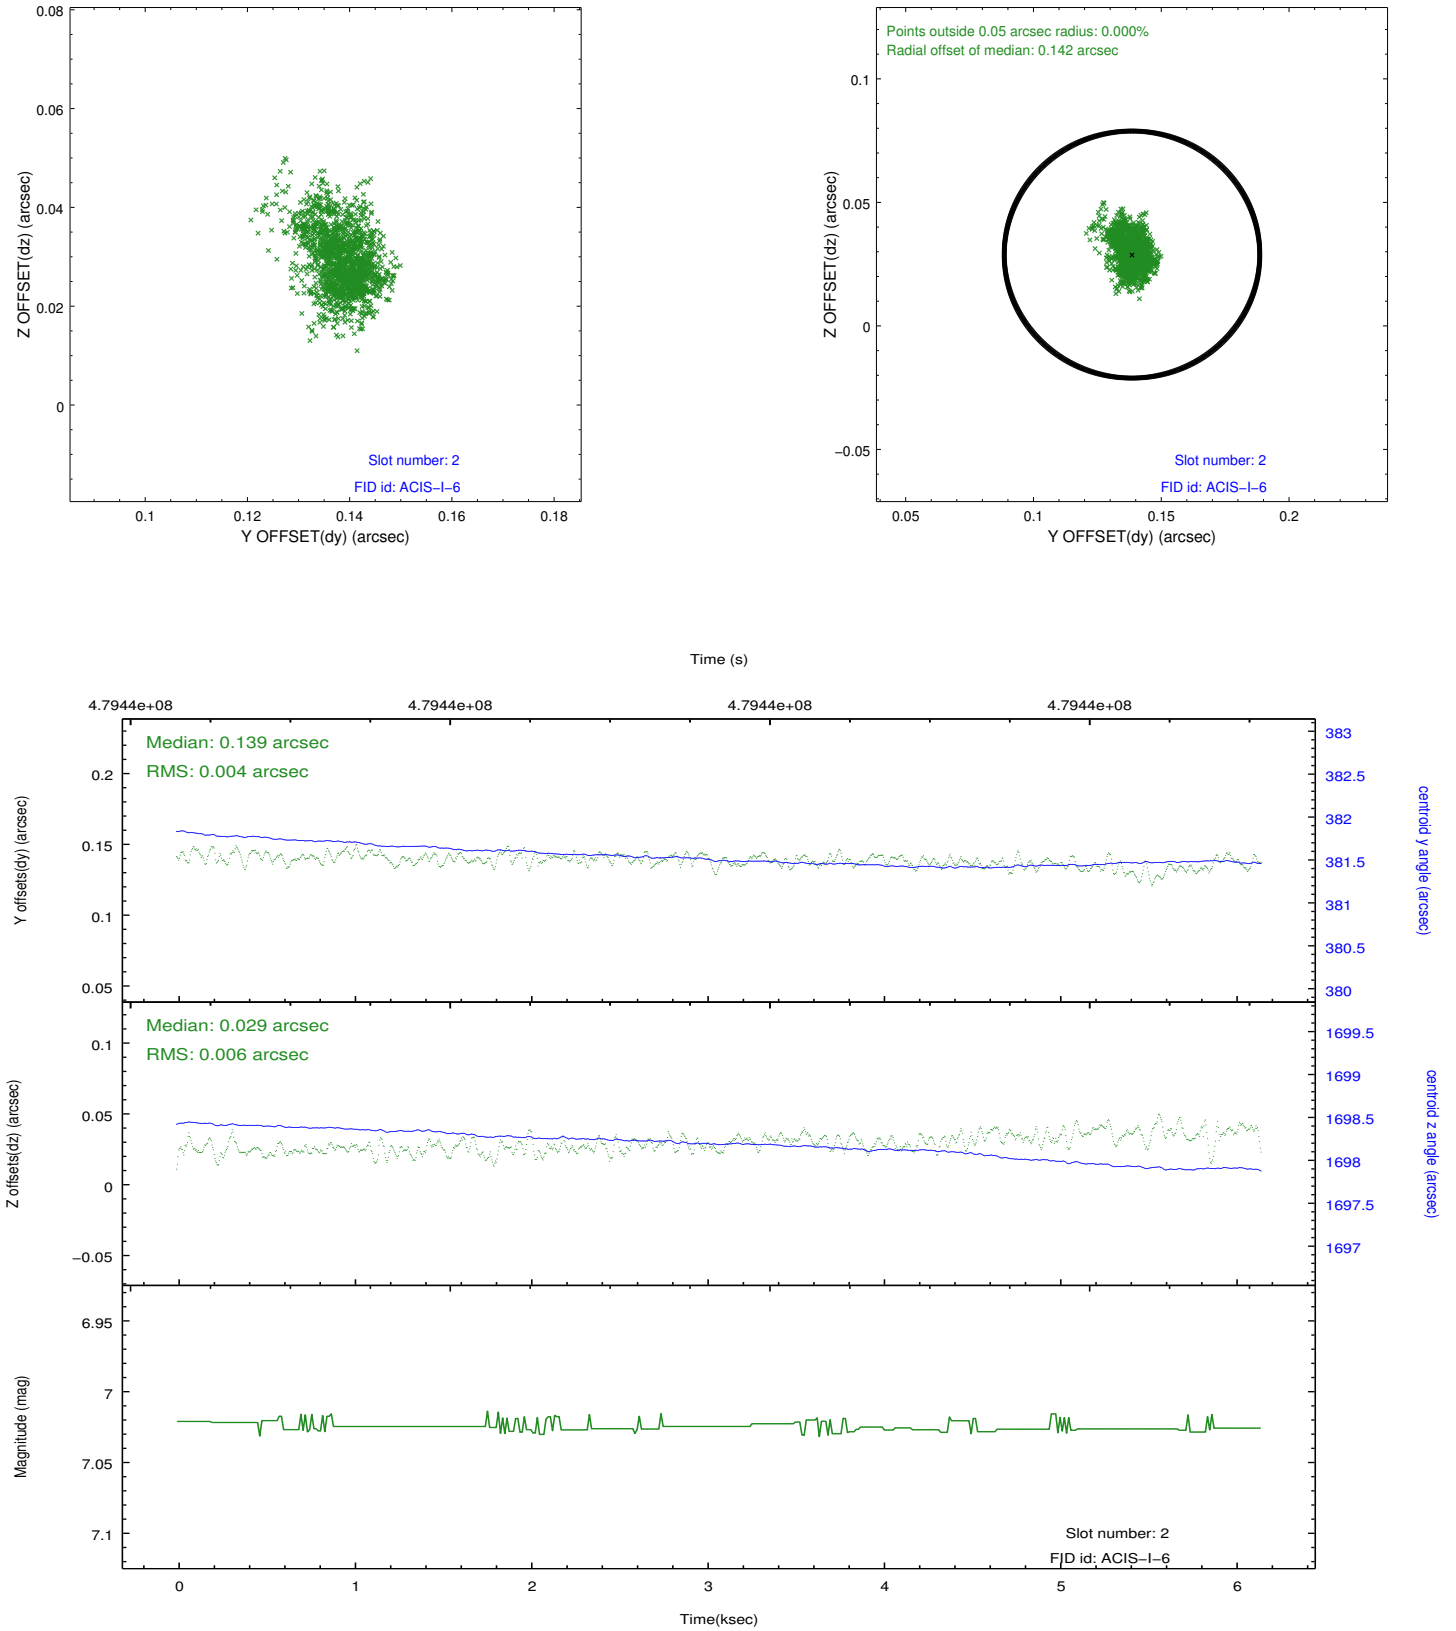 0.08
0.06
0.04
0.02
0
Z OFFSET(dz) (arcsec)
Slot number: 2
FID id: ACIS−I−6
0.1 0.12 0.14 0.16 0.18
Y OFFSET(dy) (arcsec)
Points outside 0.05 arcsec radius: 0.000%
Radial offset of median: 0.142 arcsec
0.1
0.05
0
−0.05
Z OFFSET(dz) (arcsec)
Slot number: 2
FID id: ACIS−I−6
0.05 0.1 0.15 0.2
Y OFFSET(dy) (arcsec)
Time (s)
4.7944e+08 4.7944e+08 4.7944e+08 4.7944e+08
Median: 0.139 arcsec
RMS: 0.004 arcsec
0.2
0.15
0.1
0.05
Y offsets(dy) (arcsec)
383
382.5
382
381.5
381
380.5
380
centroid y angle (arcsec)
Median: 0.029 arcsec
RMS: 0.006 arcsec
0.1
0.05
0
−0.05
Z offsets(dz) (arcsec)
1699.5
1699
1698.5
1698
1697.5
1697
centroid z angle (arcsec)
6.95
7
7.05
7.1
Magnitude (mag)
Slot number: 2
FID id: ACIS−I−6
0 1 2 3 4 5 6
Time(ksec)